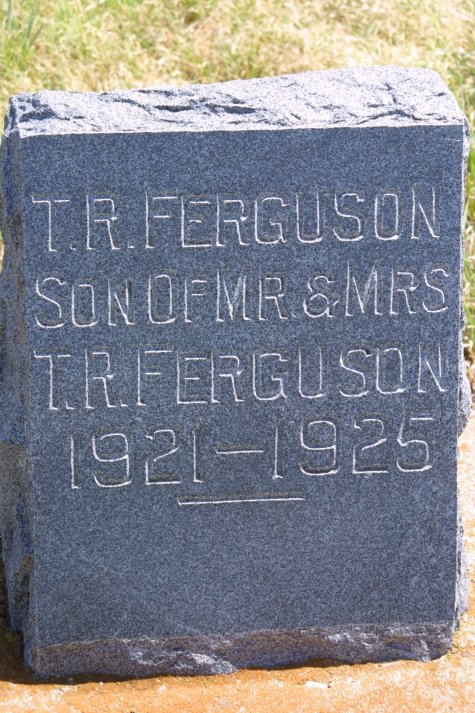 T.R. FERGUSON
SON OF MR. & MRS
T.R. FERGUSON
1921-1925